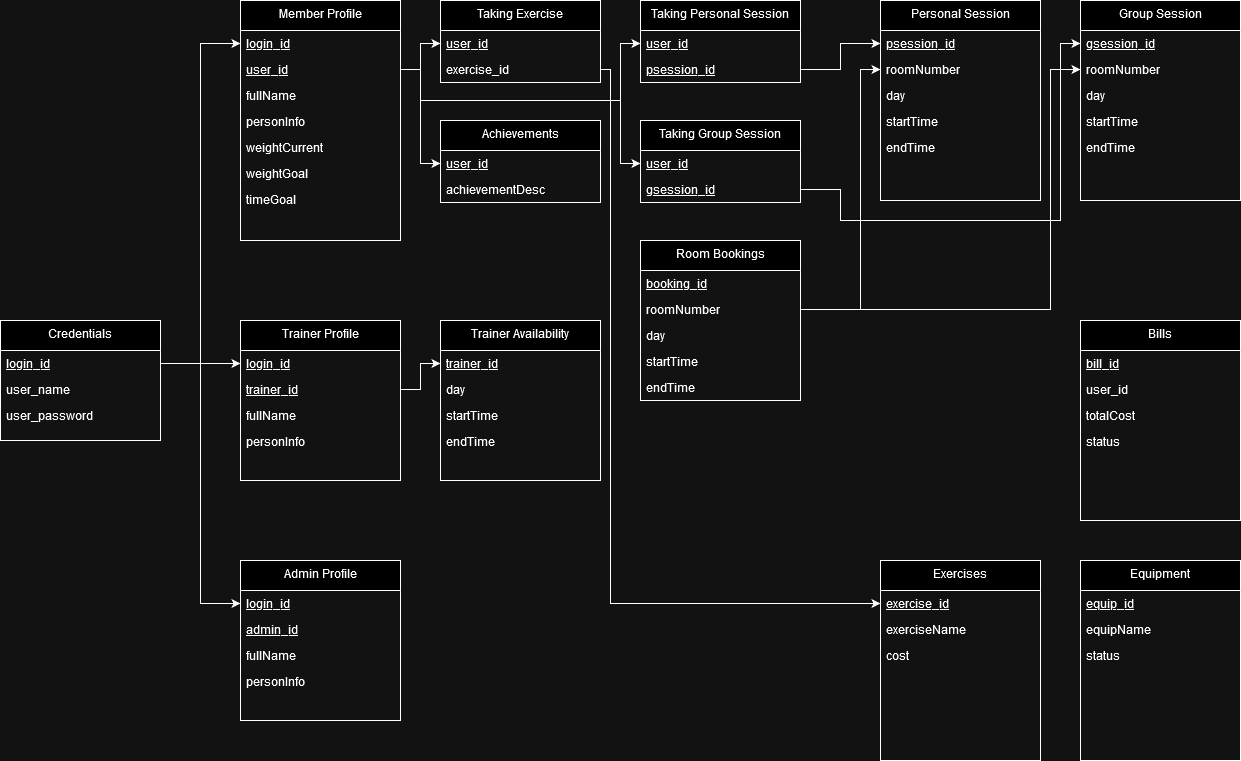 Member Profile
login_id
user_id
fullName
personInfo
weightCurrent
weightGoal
timeGoal
Taking Exercise
user_id
exercise_id
Taking Personal Session
user_id
psession_id
Personal Session
psession_id
roomNumber
day
startTime
endTime
Group Session
gsession_id
roomNumber
day
startTime
endTime
Achievements
user_id
achievementDesc
Taking Group Session
user_id
gsession_id
Room Bookings
booking_id
roomNumber
day
startTime
endTime
Credentials
login_id
user_name
user_password
Trainer Profile
login_id
trainer_id
fullName
personInfo
Trainer Availability
trainer_id
day
startTime
endTime
Bills
bill_id
user_id
totalCost
status
Admin Profile
login_id
admin_id
fullName
personInfo
Exercises
exercise_id
exerciseName
cost
Equipment
equip_id
equipName
status